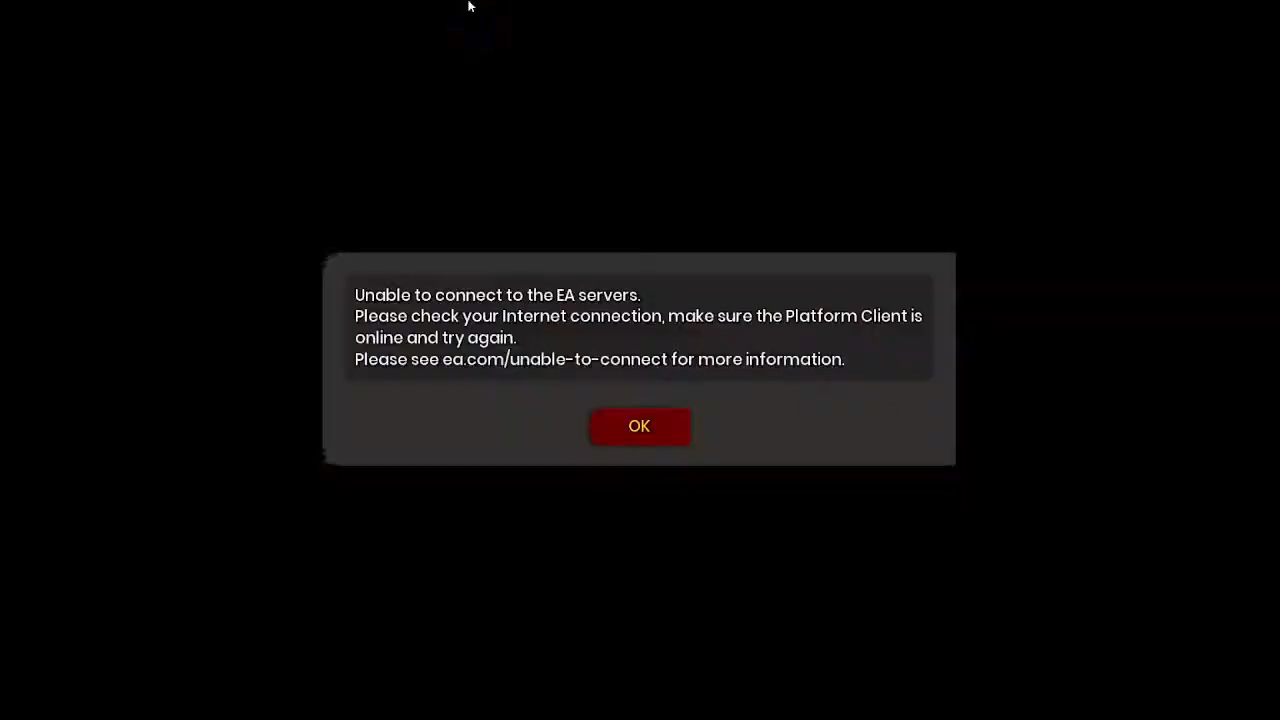 Unable to connect to the EA servers.
Please check your Internet connection, make sure the Platform Client is
online and try again.
Please see ea.com/unable-to-connect for more information.
OK